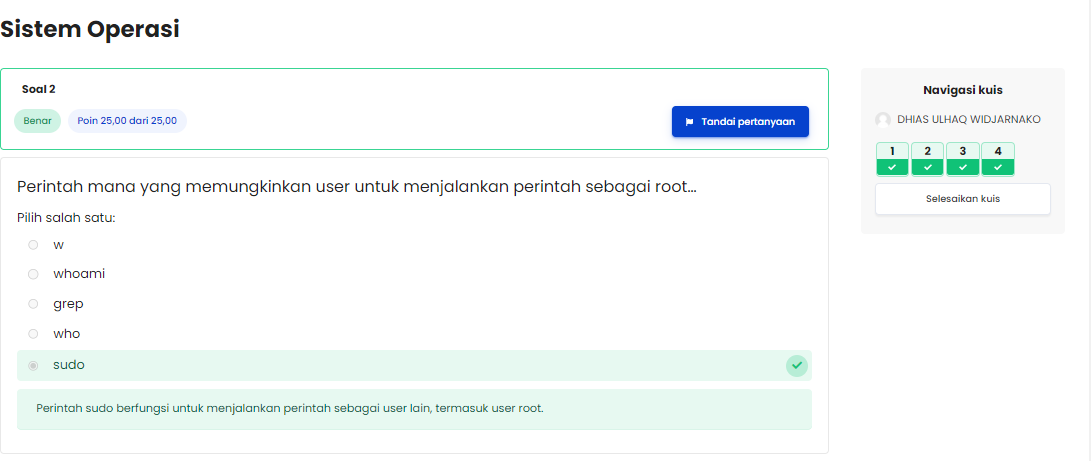 Sistem Operasi
Soal 2
Benar
Poin 25,00 dari 25,00
Tandai pertanyaan
Perintah mana yang memungkinkan user untuk menjalankan perintah sebagai root...
Pilih salah satu:
w
whoami
grep
who
sudo
Perintah sudo berfungsi untuk menjalankan perintah sebagai user lain, termasuk user root.
Navigasi kuis
DHIAS ULHAQ WIDJARNAKO
1 2 3 4
Selesaikan kuis